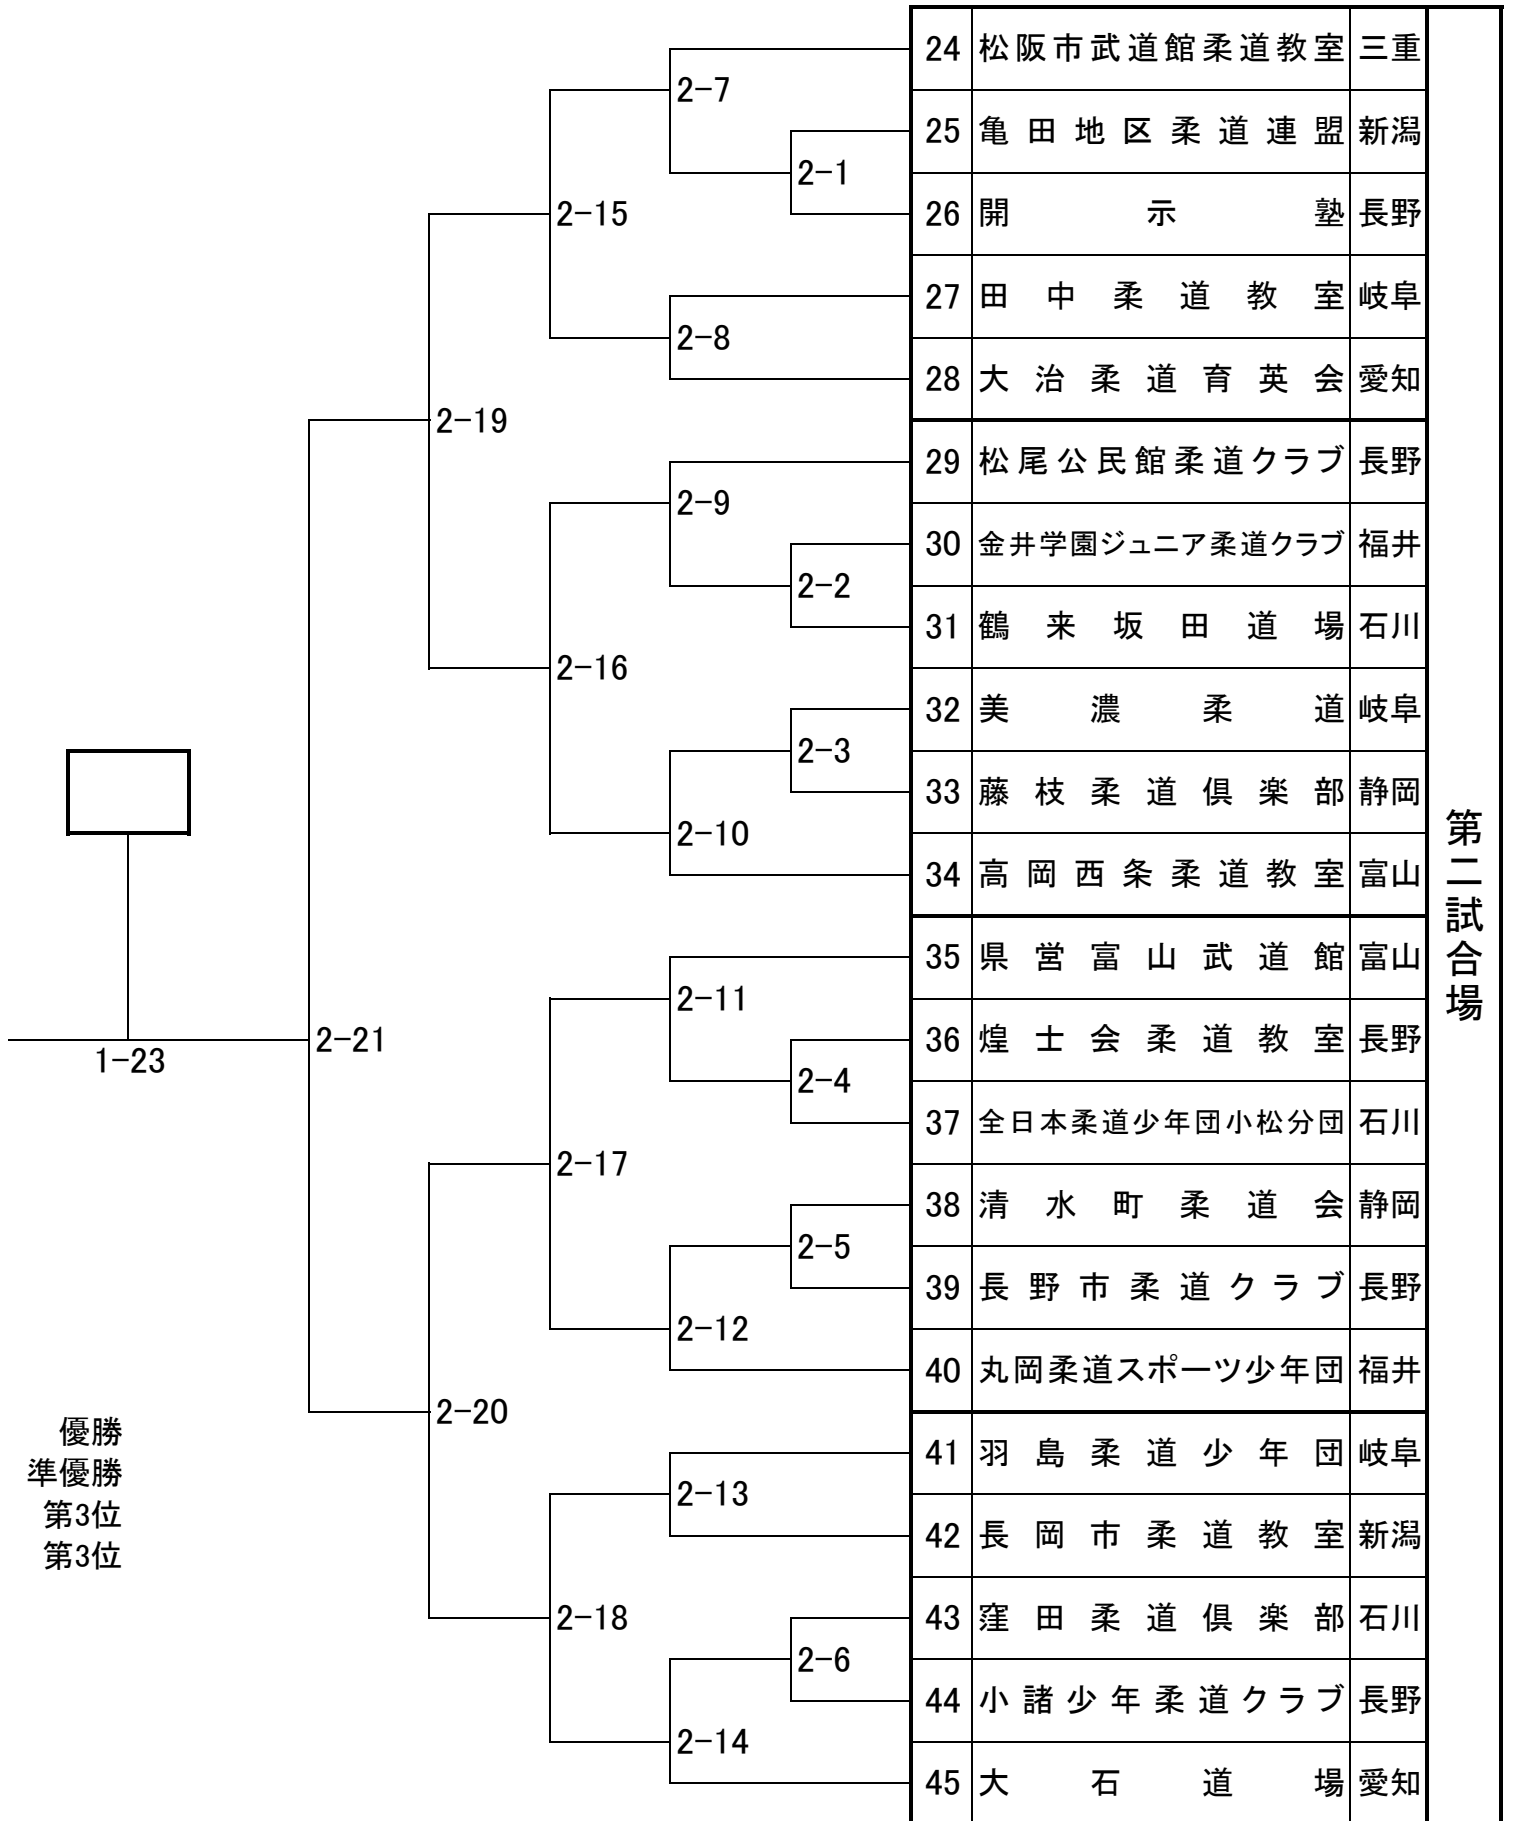 24 松阪市武道館柔道教室 三重
2-7
25 亀田地区柔道連盟 新潟
2-1
2-15
26 開示塾 長野
27 田中柔道教室 岐阜
2-8
28 大治柔道育英会 愛知
2-19
29 松尾公民館柔道クラブ 長野
2-9
30 金井学園ジュニア柔道クラブ 福井
2-2
31 鶴来坂田道場 石川
2-16
32 美濃柔道 岐阜
2-3
33 藤枝柔道倶楽部 静岡
2-10
34 高岡西条柔道教室 富山
第二試合場
35 県営富山武道館 富山
2-11
36 煌士会柔道教室 長野
2-21
1-23
2-4
37 全日本柔道少年団小松分団 石川
2-17
38 清水町柔道会 静岡
2-5
39 長野市柔道クラブ 長野
2-12
40 丸岡柔道スポーツ少年団 福井
2-20
優勝
41 羽島柔道少年団 岐阜
準優勝
2-13
第3位
42 長岡市柔道教室 新潟
第3位
2-18
43 窪田柔道倶楽部 石川
2-6
44 小諸少年柔道クラブ 長野
2-14
45 大石道場 愛知